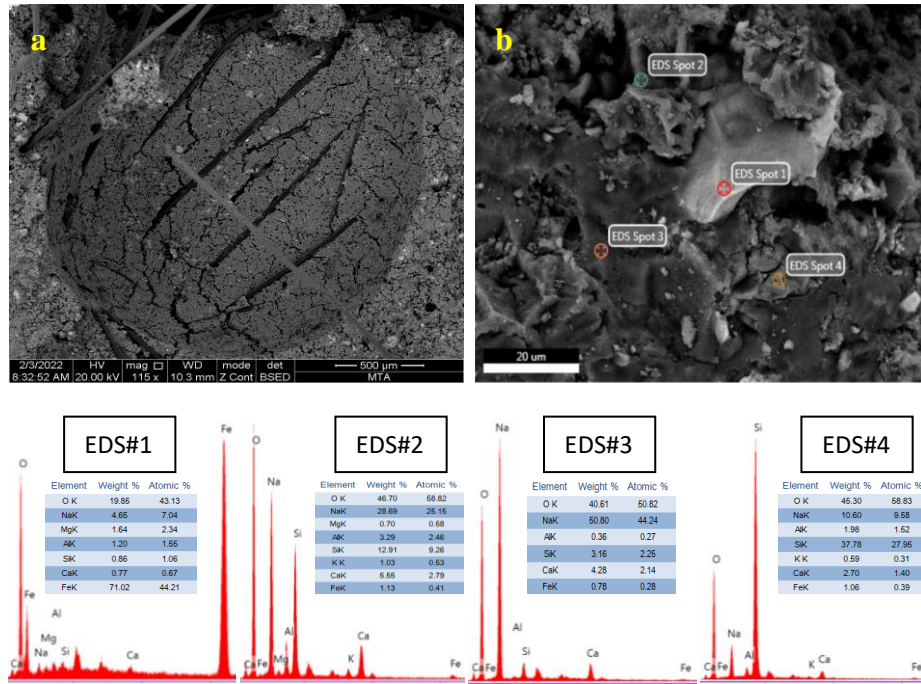 a
2/3/2022 HV mag □ WD mode det 500 µm
8:32:52 AM 20.00 kV 115 x 10.3 mm Z Cont BSED MTA
b
EDS Spot 2
EDS Spot 1
EDS Spot 3
EDS Spot 4
20 um
EDS#1
Element Weight % Atomic %
O K 19.85 43.13
NaK 4.65 7.04
MgK 1.64 2.34
AlK 1.20 1.55
SiK 0.86 1.06
CaK 0.77 0.67
FeK 71.02 44.21
O
Fe
Fe
Al
Mg
Na
Si
Ca
Ca
EDS#2
Element Weight % Atomic %
O K 46.70 58.82
NaK 28.69 25.15
MgK 0.70 0.58
AlK 3.29 2.46
SiK 12.91 9.26
K K 1.03 0.53
CaK 5.55 2.79
FeK 1.13 0.41
O
Na
Si
Al
Ca
K
Ca Fe Mg
Fe
EDS#3
Element Weight % Atomic %
O K 40.61 50.82
NaK 50.80 44.24
AlK 0.36 0.27
SiK 3.16 2.25
CaK 4.28 2.14
FeK 0.78 0.28
Na
O
Al
Si
Ca
Ca Fe
Fe
EDS#4
Element Weight % Atomic %
O K 45.30 58.83
NaK 10.60 9.58
AlK 1.98 1.52
SiK 37.78 27.95
K K 0.59 0.31
CaK 2.70 1.40
FeK 1.06 0.39
Si
O
Na
Al
K Ca
Ca Fe
Fe